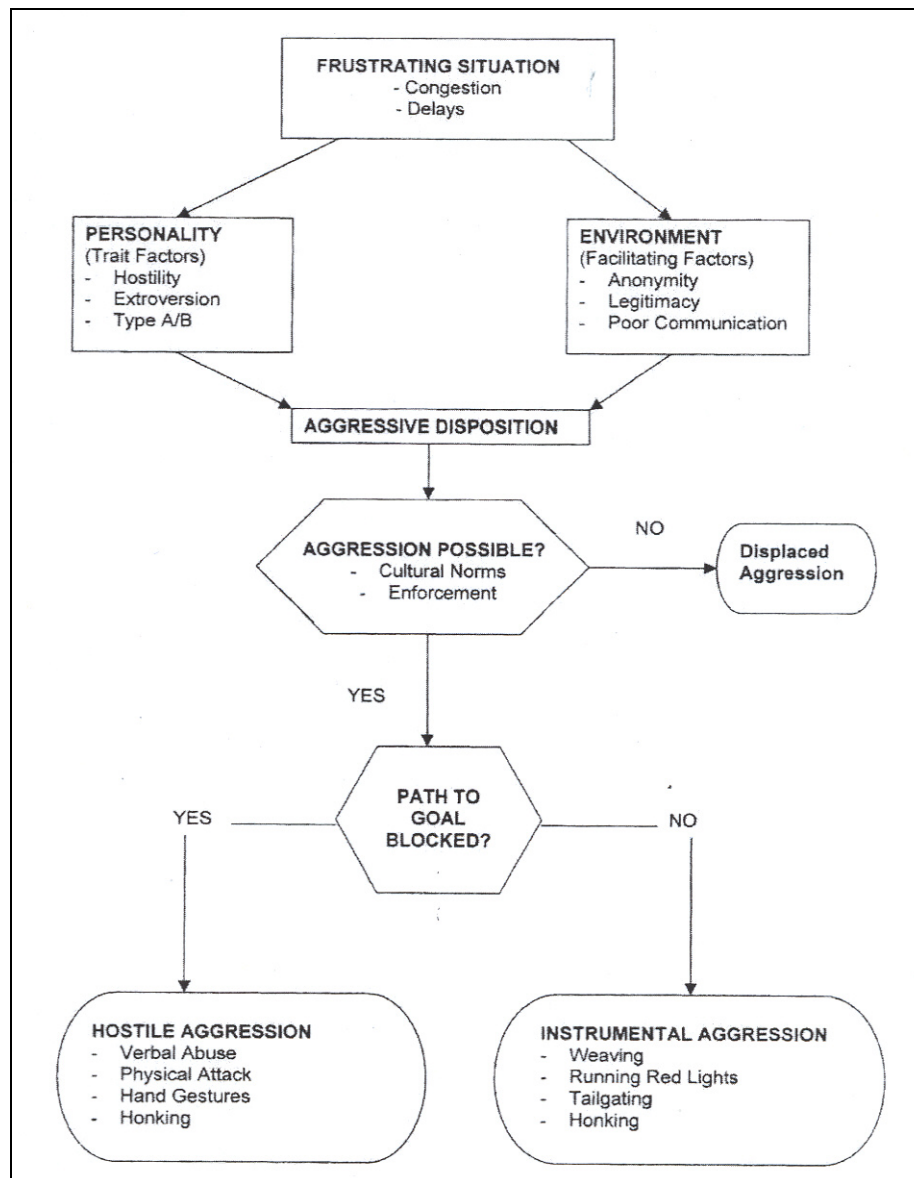 FRUSTRATING SITUATION
- Congestion
- Delays
PERSONALITY
(Trait Factors)
- Hostility
- Extroversion
- Type A/B
ENVIRONMENT
(Facilitating Factors)
- Anonymity
- Legitimacy
- Poor Communication
AGGRESSIVE DISPOSITION
AGGRESSION POSSIBLE?
- Cultural Norms
- Enforcement
NO
Displaced
Aggression
YES
PATH TO
GOAL
BLOCKED?
YES
NO
HOSTILE AGGRESSION
- Verbal Abuse
- Physical Attack
- Hand Gestures
- Honking
INSTRUMENTAL AGGRESSION
- Weaving
- Running Red Lights
- Tailgating
- Honking